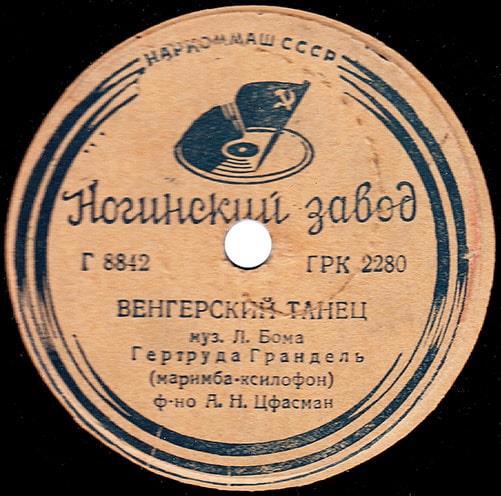 НАРКОММАШ СССР
Ногинский завод
Г 8842 ГРК 2280
ВЕНГЕРСКИЙ ТАНЕЦ
муз. Л. Бома
Гертруда Грандель
(маримба-ксилофон)
ф-но А. Н. Цфасман